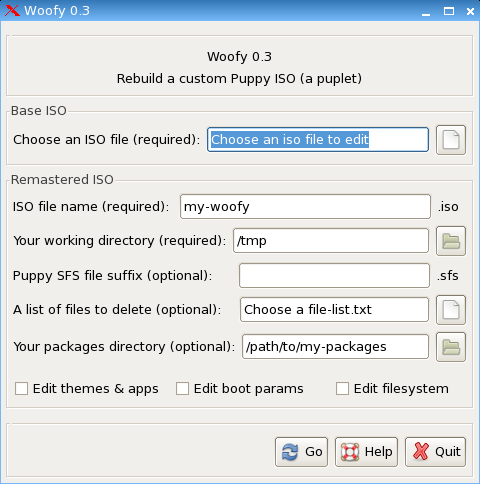 Woofy 0.3
Woofy 0.3
Rebuild a custom Puppy ISO (a puplet)
Base ISO
Choose an ISO file (required): Choose an iso file to edit
Remastered ISO
ISO file name (required): my-woofy .iso
Your working directory (required): /tmp
Puppy SFS file suffix (optional): .sfs
A list of files to delete (optional): Choose a file-list.txt
Your packages directory (optional): /path/to/my-packages
Edit themes & apps Edit boot params Edit filesystem
Go Help Quit